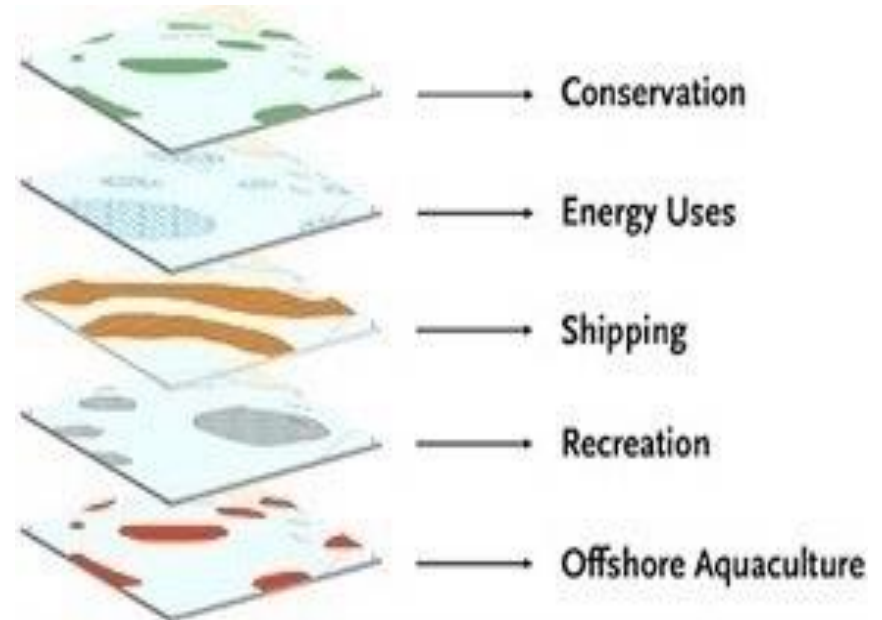 Conservation
Energy Uses
Shipping
Recreation
Offshore Aquaculture